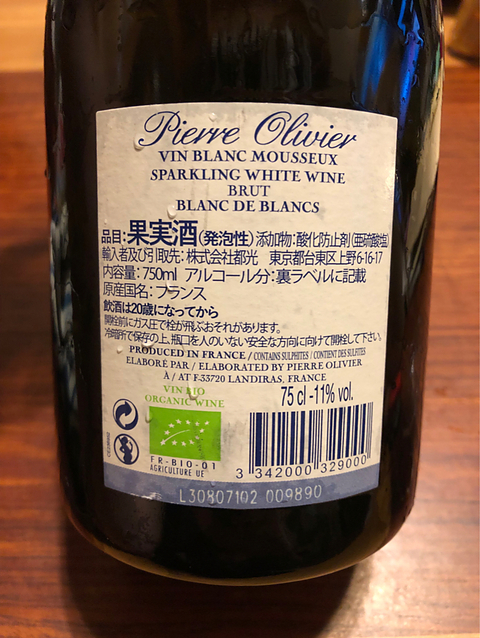 Pierre Olivier
VIN BLANC MOUSSEUX
SPARKLING WHITE WINE
BRUT
BLANC DE BLANCS
品目:果実酒(発泡性)添加物:酸化防止剤(亜硫酸塩)
輸入者及び引取先:株式会社都光 東京都台東区上野6-16-17
内容量:750ml アルコール分:裏ラベルに記載
原産国名:フランス
飲酒は20歳になってから
開栓前にガス圧で栓が飛ぶおそれがあります。
冷暗所で保存の上、瓶口を人のいない安全な方向に向けて開栓して下さい。
PRODUCED IN FRANCE / CONTAINS SULPHITES / CONTIENT DES SULFITES
ELABORÉ PAR / ELABORATED BY PIERRE OLIVIER
À / AT F-33720 LANDIRAS, FRANCE
VIN BIO
ORGANIC WINE
75 cl -11% vol.
FR-BIO-01
AGRICULTURE UE
3 342000 329000
L30807102 009890